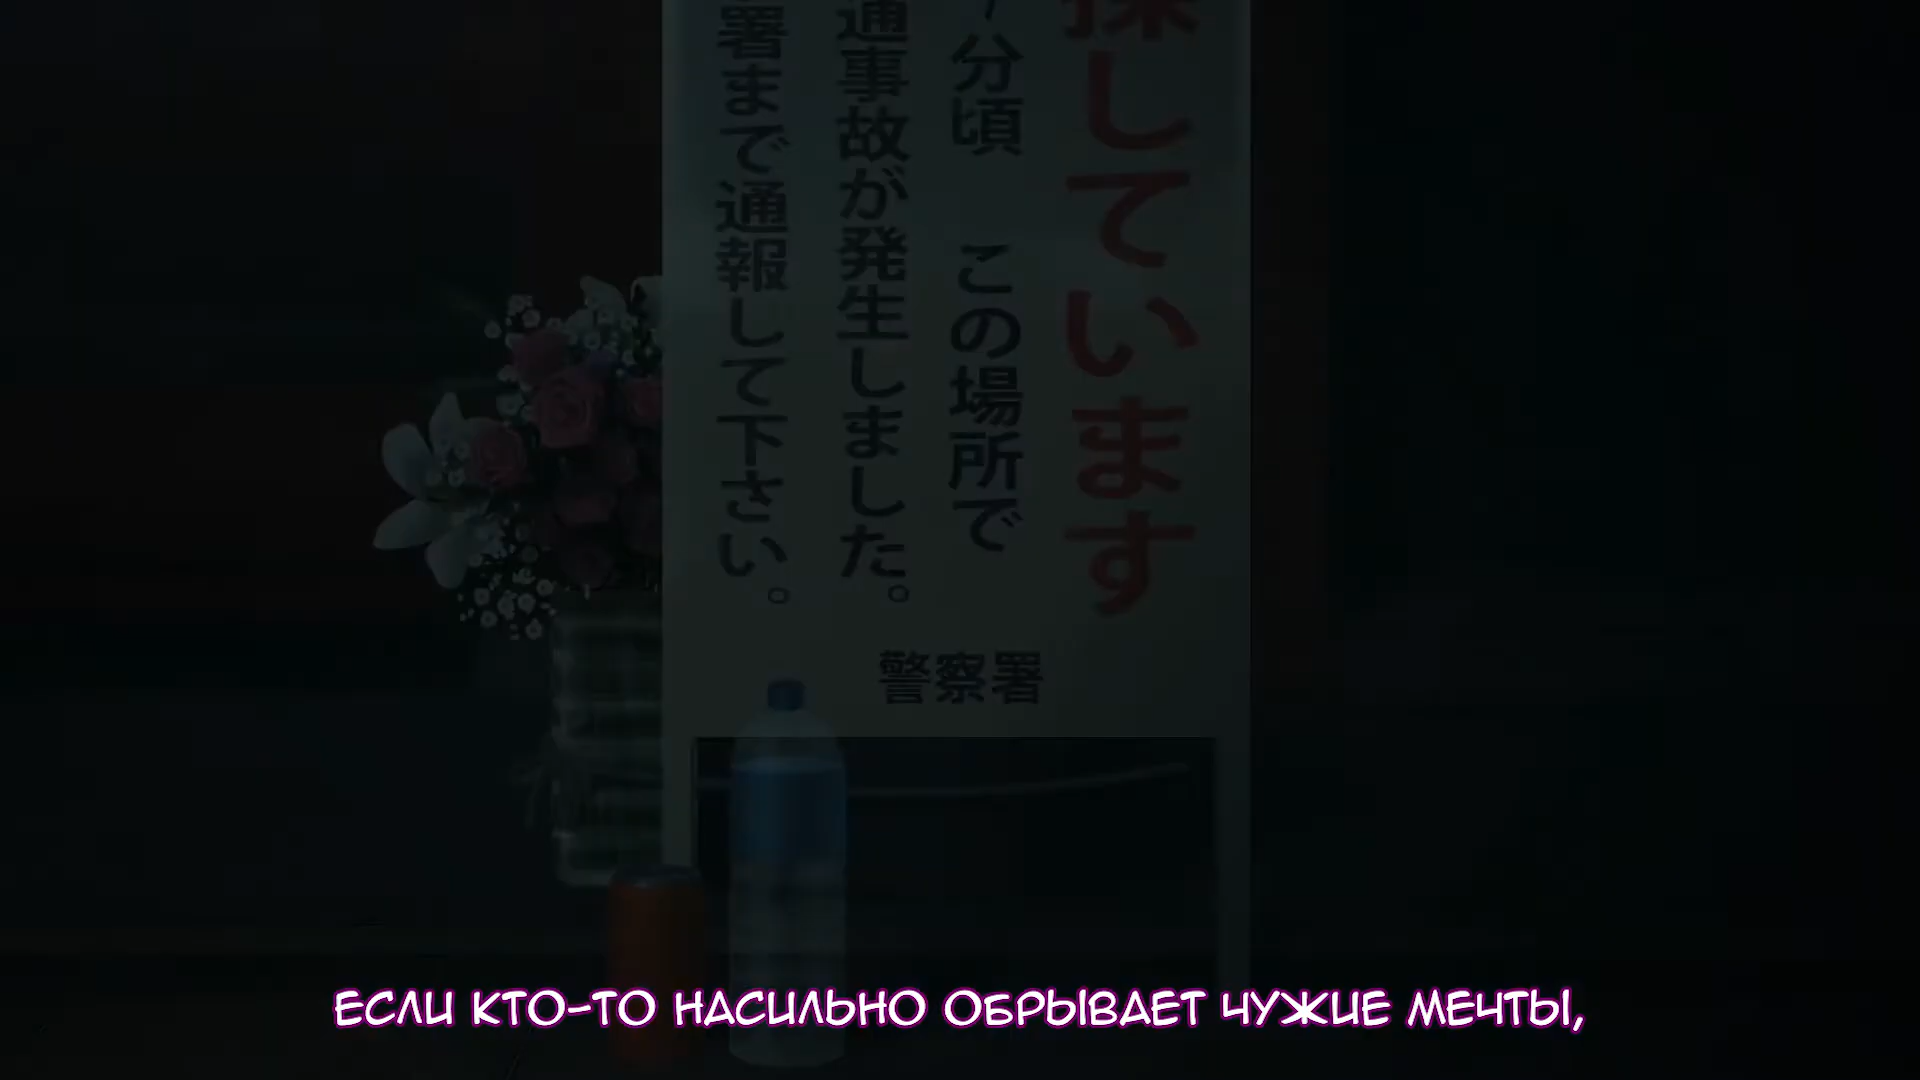 探しています
分頃 この場所で
通事故が発生しました。
署まで通報して下さい。
警察署
ЕСЛИ КТО-ТО НАСИЛЬНО ОБРЫВАЕТ ЧУЖИЕ МЕЧТЫ,